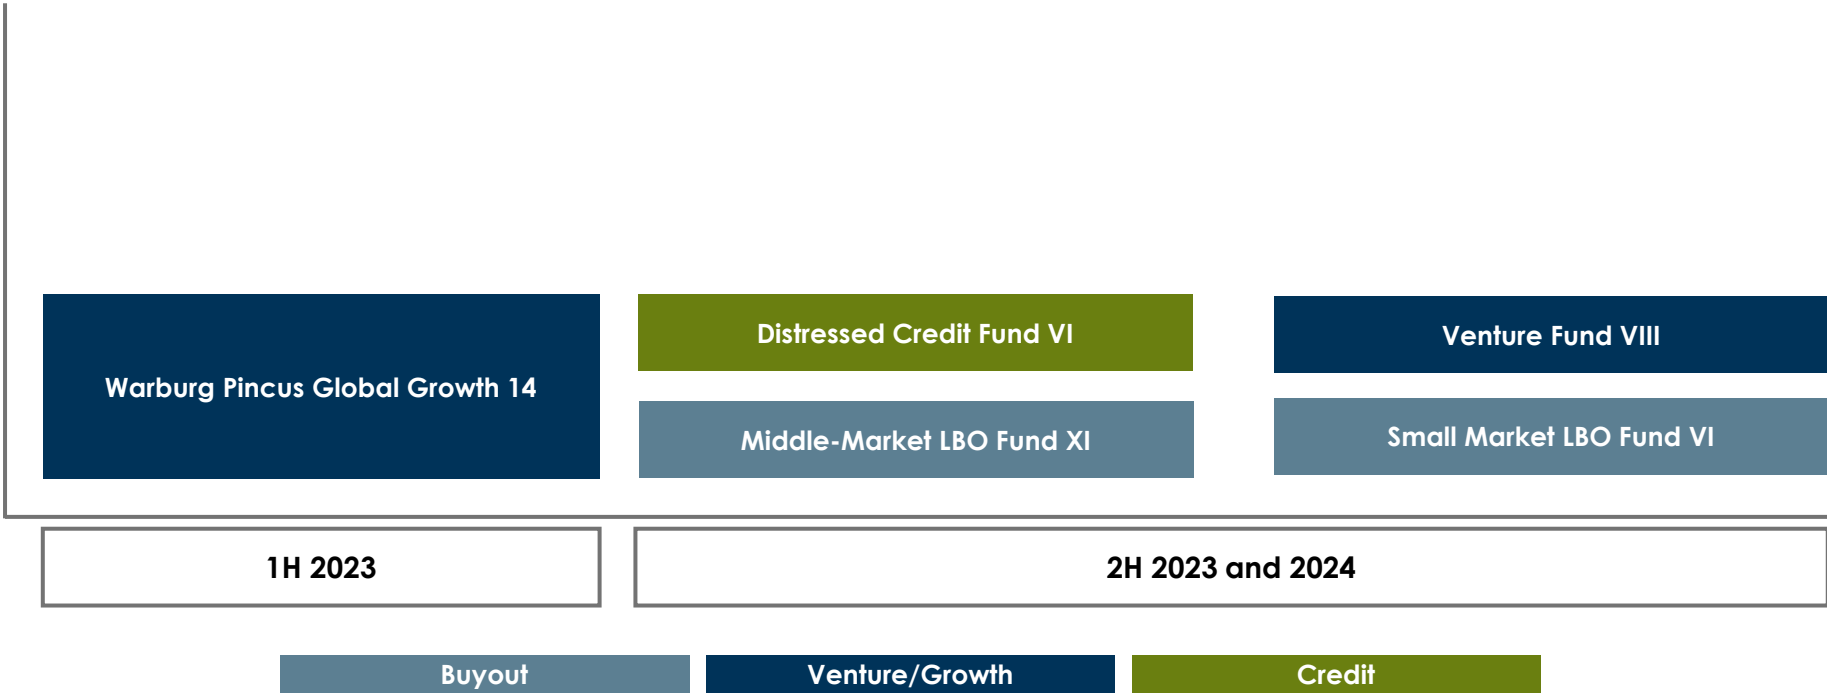 Warburg Pincus Global Growth 14
Distressed Credit Fund VI
Middle-Market LBO Fund XI
Venture Fund VIII
Small Market LBO Fund VI
1H 2023
2H 2023 and 2024
Buyout
Venture/Growth
Credit